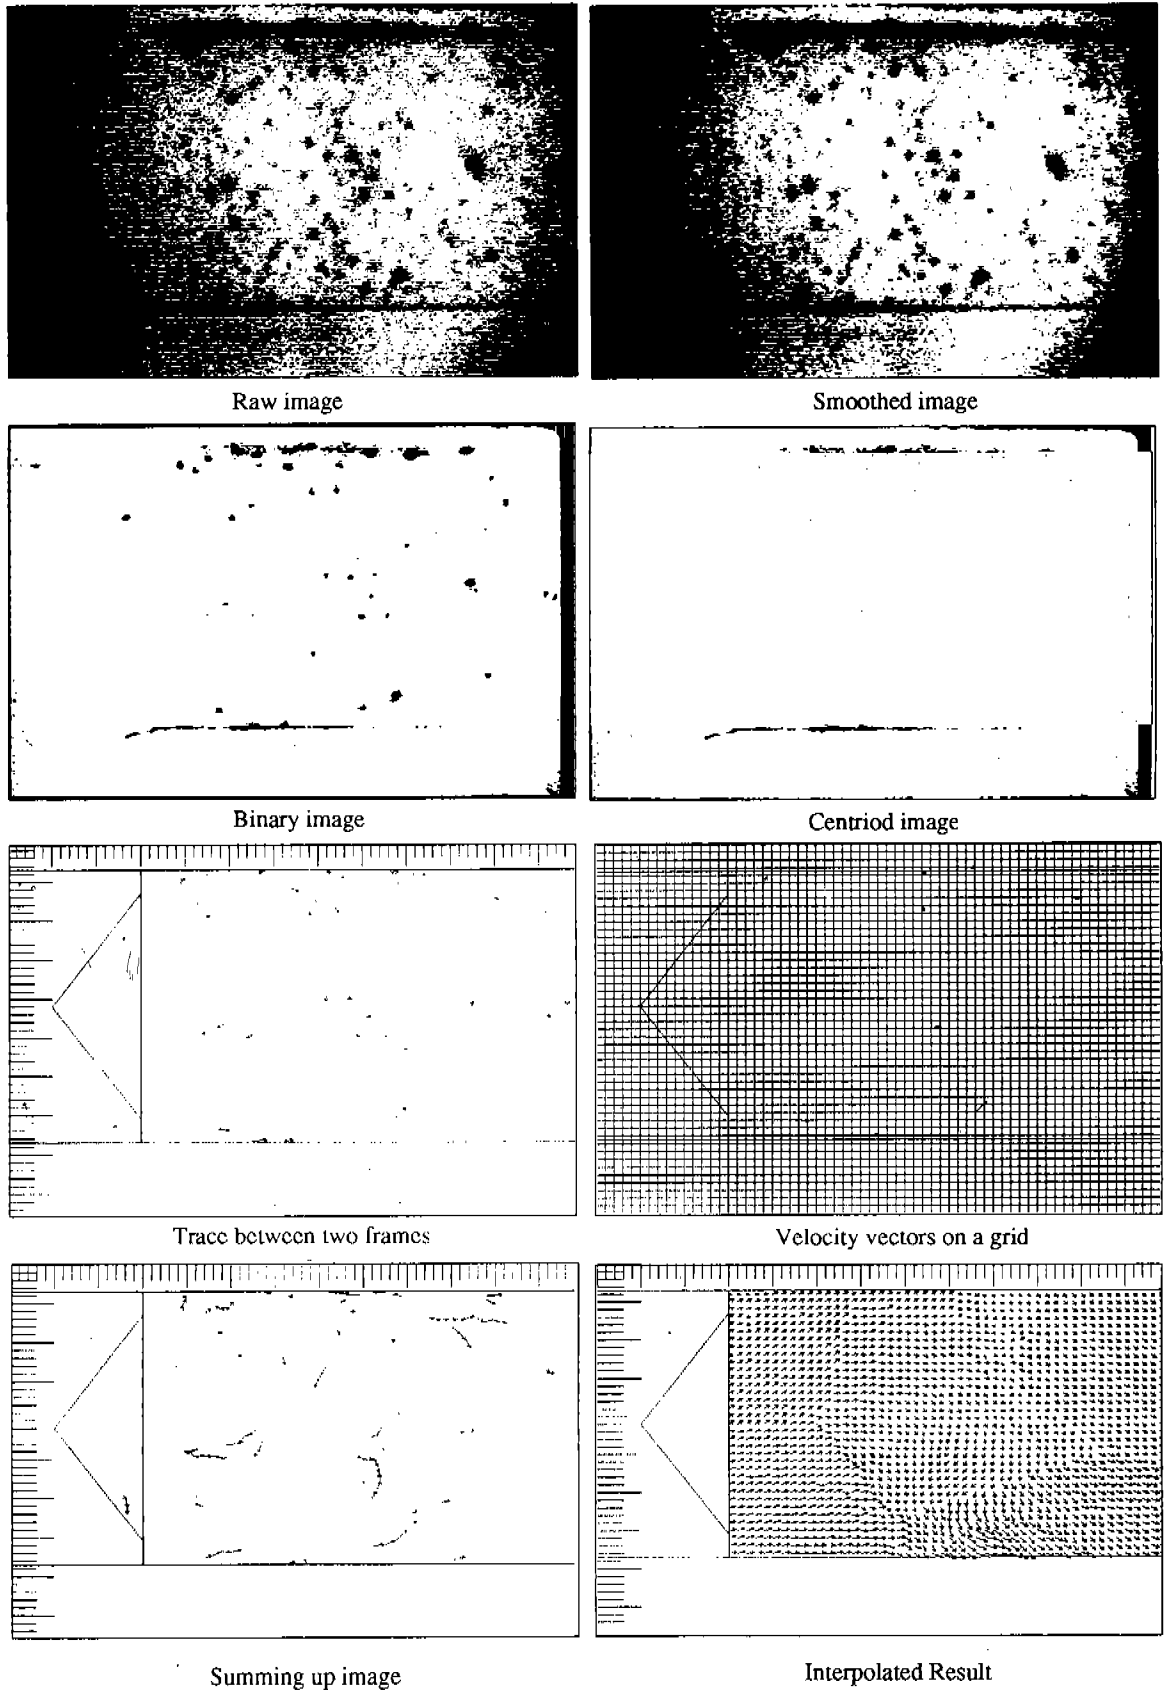 Raw image
Smoothed image
Binary image
Centriod image
Trace between two frames
Velocity vectors on a grid
Summing up image
Interpolated Result